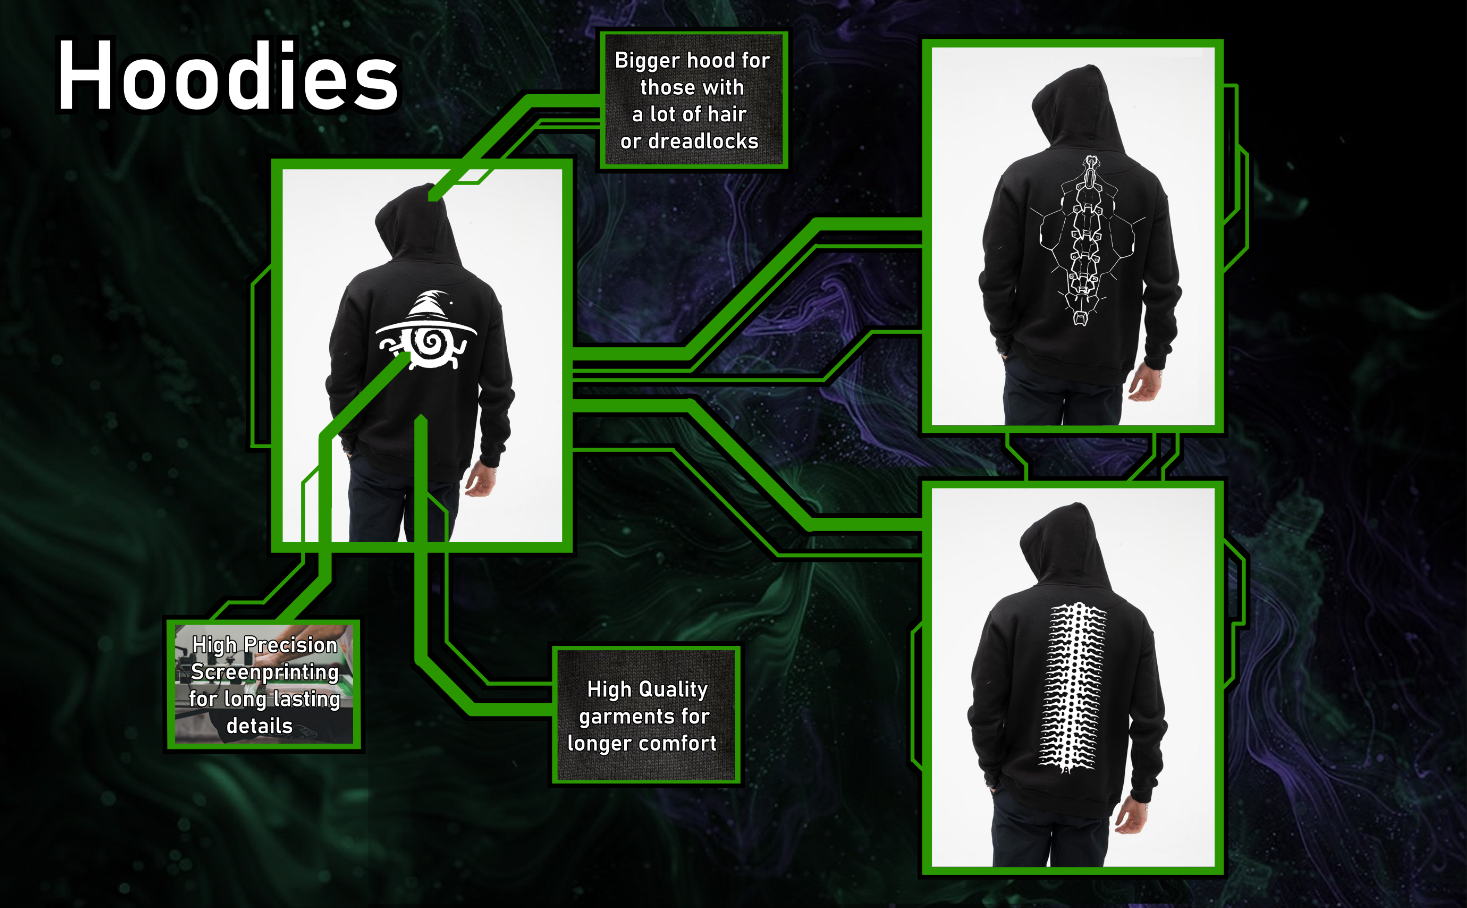 Hoodies
Bigger hood for
those with
a lot of hair
or dreadlocks
High Precision
Screenprinting
for long lasting
details
High Quality
garments for
longer comfort